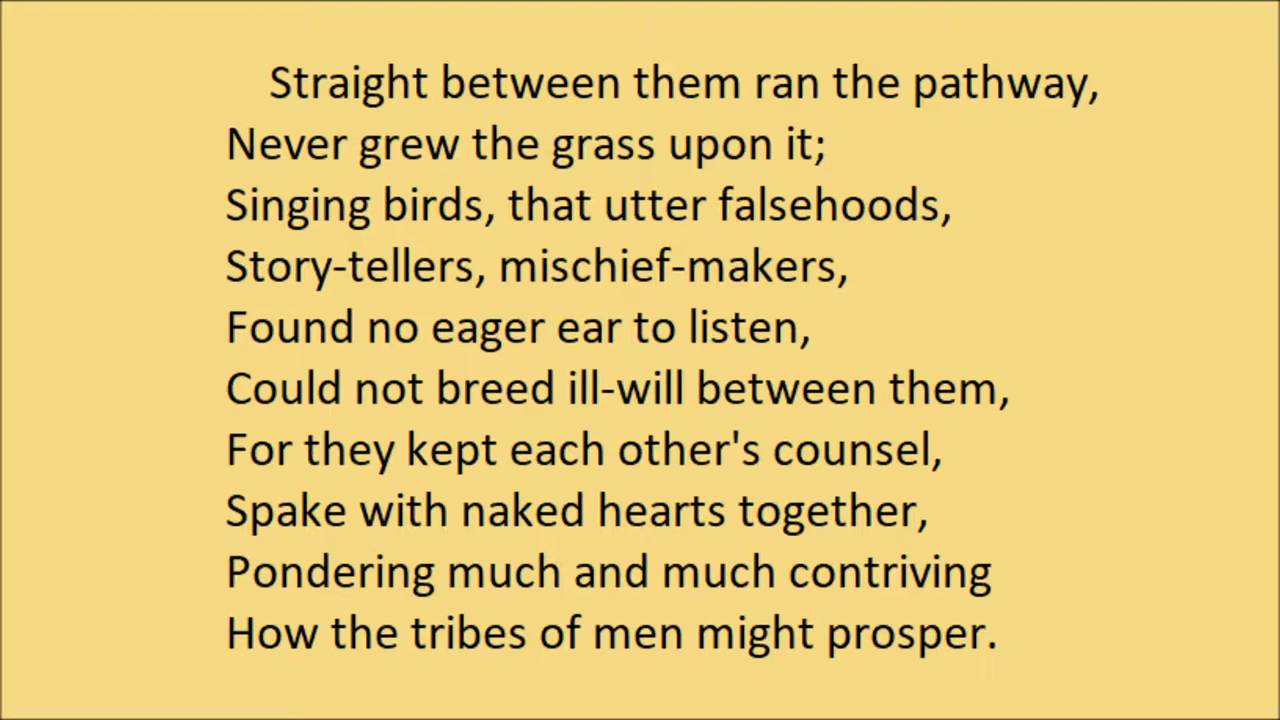 Straight between them ran the pathway,
Never grew the grass upon it;
Singing birds, that utter falsehoods,
Story-tellers, mischief-makers,
Found no eager ear to listen,
Could not breed ill-will between them,
For they kept each other's counsel,
Spake with naked hearts together,
Pondering much and much contriving
How the tribes of men might prosper.